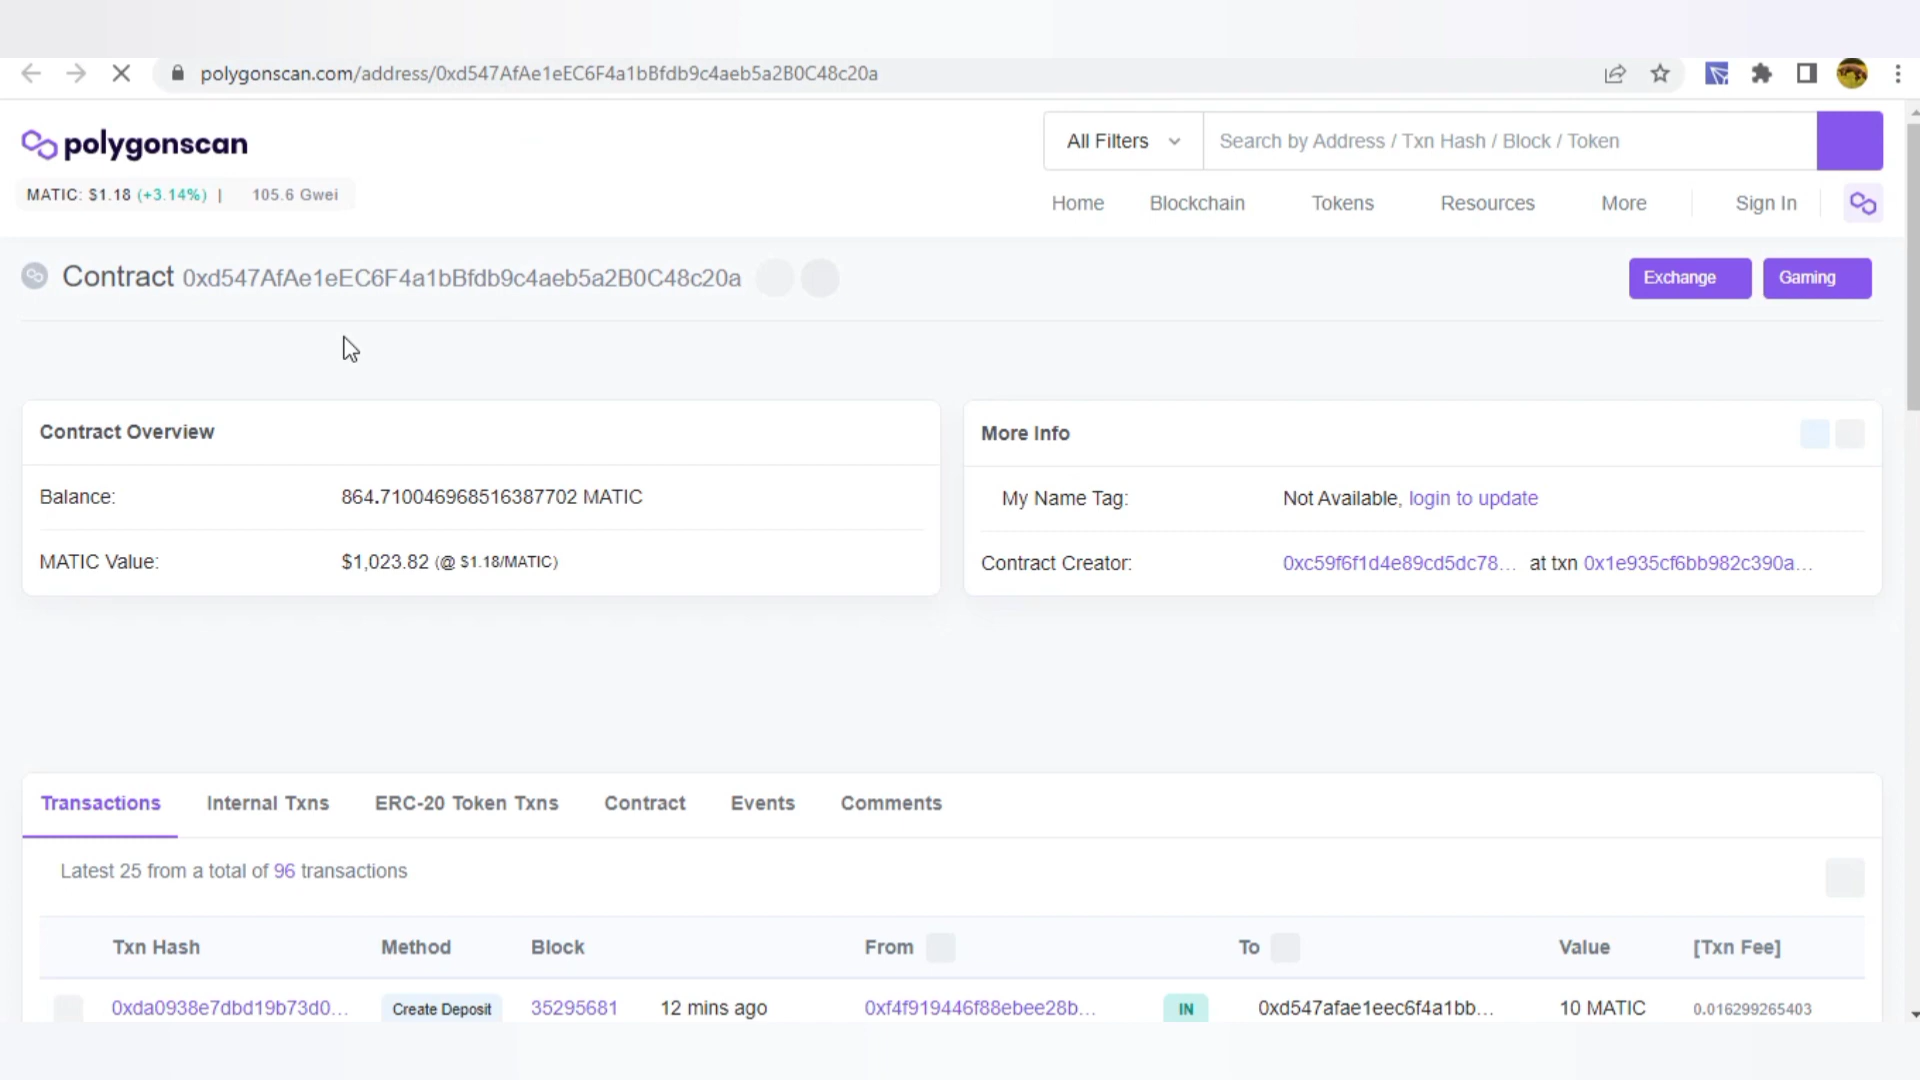 polygonscan.com/address/0xd547AfAe1eEC6F4a1bBfdb9c4aeb5a2B0C48c20a
polygonscan
All Filters Search by Address / Txn Hash / Block / Token
MATIC: $1.18 (+3.14%) | 105.6 Gwei
Home Blockchain Tokens Resources More Sign In
Contract 0xd547AfAe1eEC6F4a1bBfdb9c4aeb5a2B0C48c20a
Exchange Gaming
Contract Overview
Balance: 864.710046968516387702 MATIC
MATIC Value: $1,023.82 (@ $1.18/MATIC)
More Info
My Name Tag: Not Available, login to update
Contract Creator: 0xc59f6f1d4e89cd5dc78... at txn 0x1e935cf6bb982c390a...
Transactions Internal Txns ERC-20 Token Txns Contract Events Comments
Latest 25 from a total of 96 transactions
Txn Hash Method Block From To Value [Txn Fee]
0xda0938e7dbd19b73d0... Create Deposit 35295681 12 mins ago 0xf4f919446f88ebee28b... IN 0xd547afae1eec6f4a1bb... 10 MATIC 0.016299265403